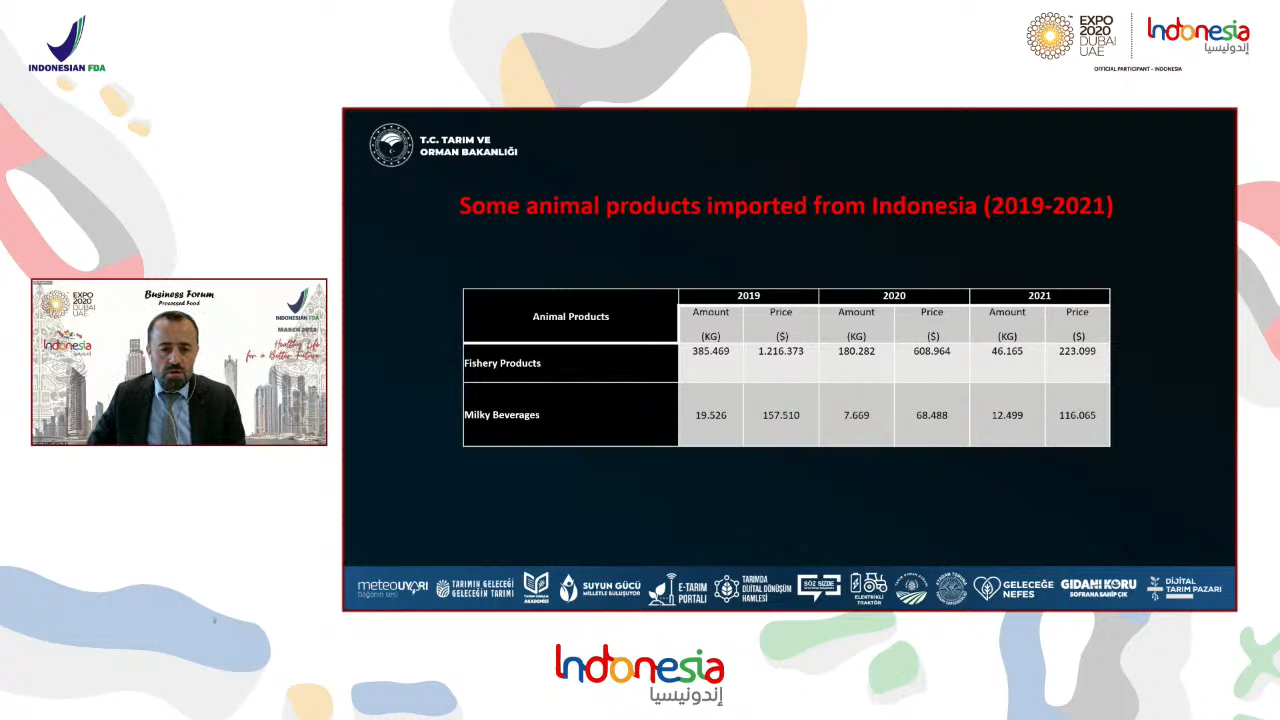 INDONESIAN FDA
EXPO
2020
DUBAI
UAE
Indonesia
إندونيسيا
OFFICIAL PARTICIPANT - INDONESIA
T.C. TARIM VE
ORMAN BAKANLIĞI
Some animal products imported from Indonesia (2019-2021)
Animal Products 2019 2020 2021
Amount Price Amount Price Amount Price
(KG) ($) (KG) ($) (KG) ($)
Fishery Products 385.469 1.216.373 180.282 608.964 46.165 223.099
Milky Beverages 19.526 157.510 7.669 68.488 12.499 116.065
EXPO
2020
DUBAI
UAE
Business Forum
Processed Food
INDONESIAN FDA
Indonesia
Healthy Life
for a Better Future
meteoUYARI
Doğanın sesi
TARIMIN GELECEĞİ
GELECEĞİN TARIMI
TARIM ORMAN
AKADEMİSİ
SUYUN GÜCÜ
MİLLETLE BULUŞUYOR
E-TARIM
PORTALI
TARIMDA
DİJİTAL DÖNÜŞÜM
HAMLESİ
SÖZ SİZDE
ELEKTRİKLİ
TRAKTÖR
GELECEĞE
NEFES
GIDANI KORU
SOFRANA SAHİP ÇIK
DİJİTAL
TARIM PAZARI
Indonesia
إندونيسيا